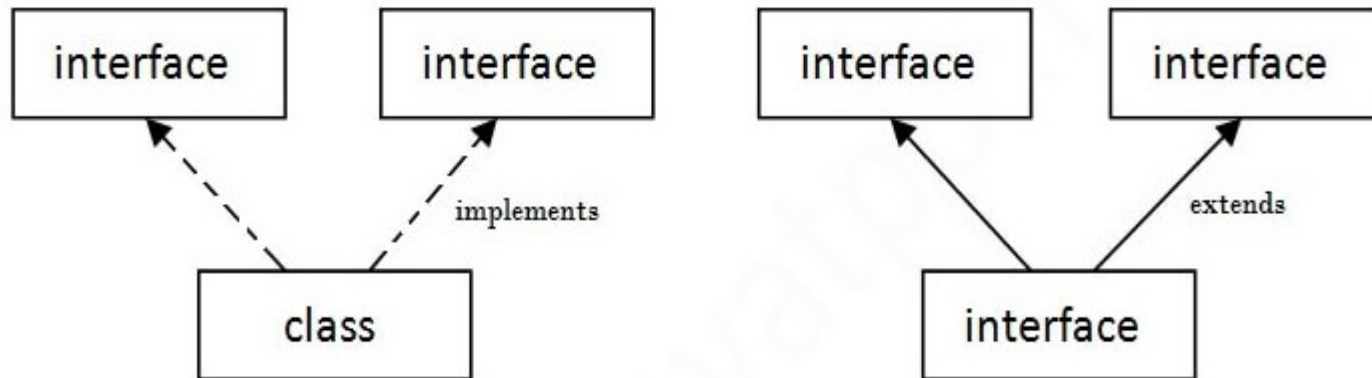 interface
interface
interface
interface
implements
extends
class
interface